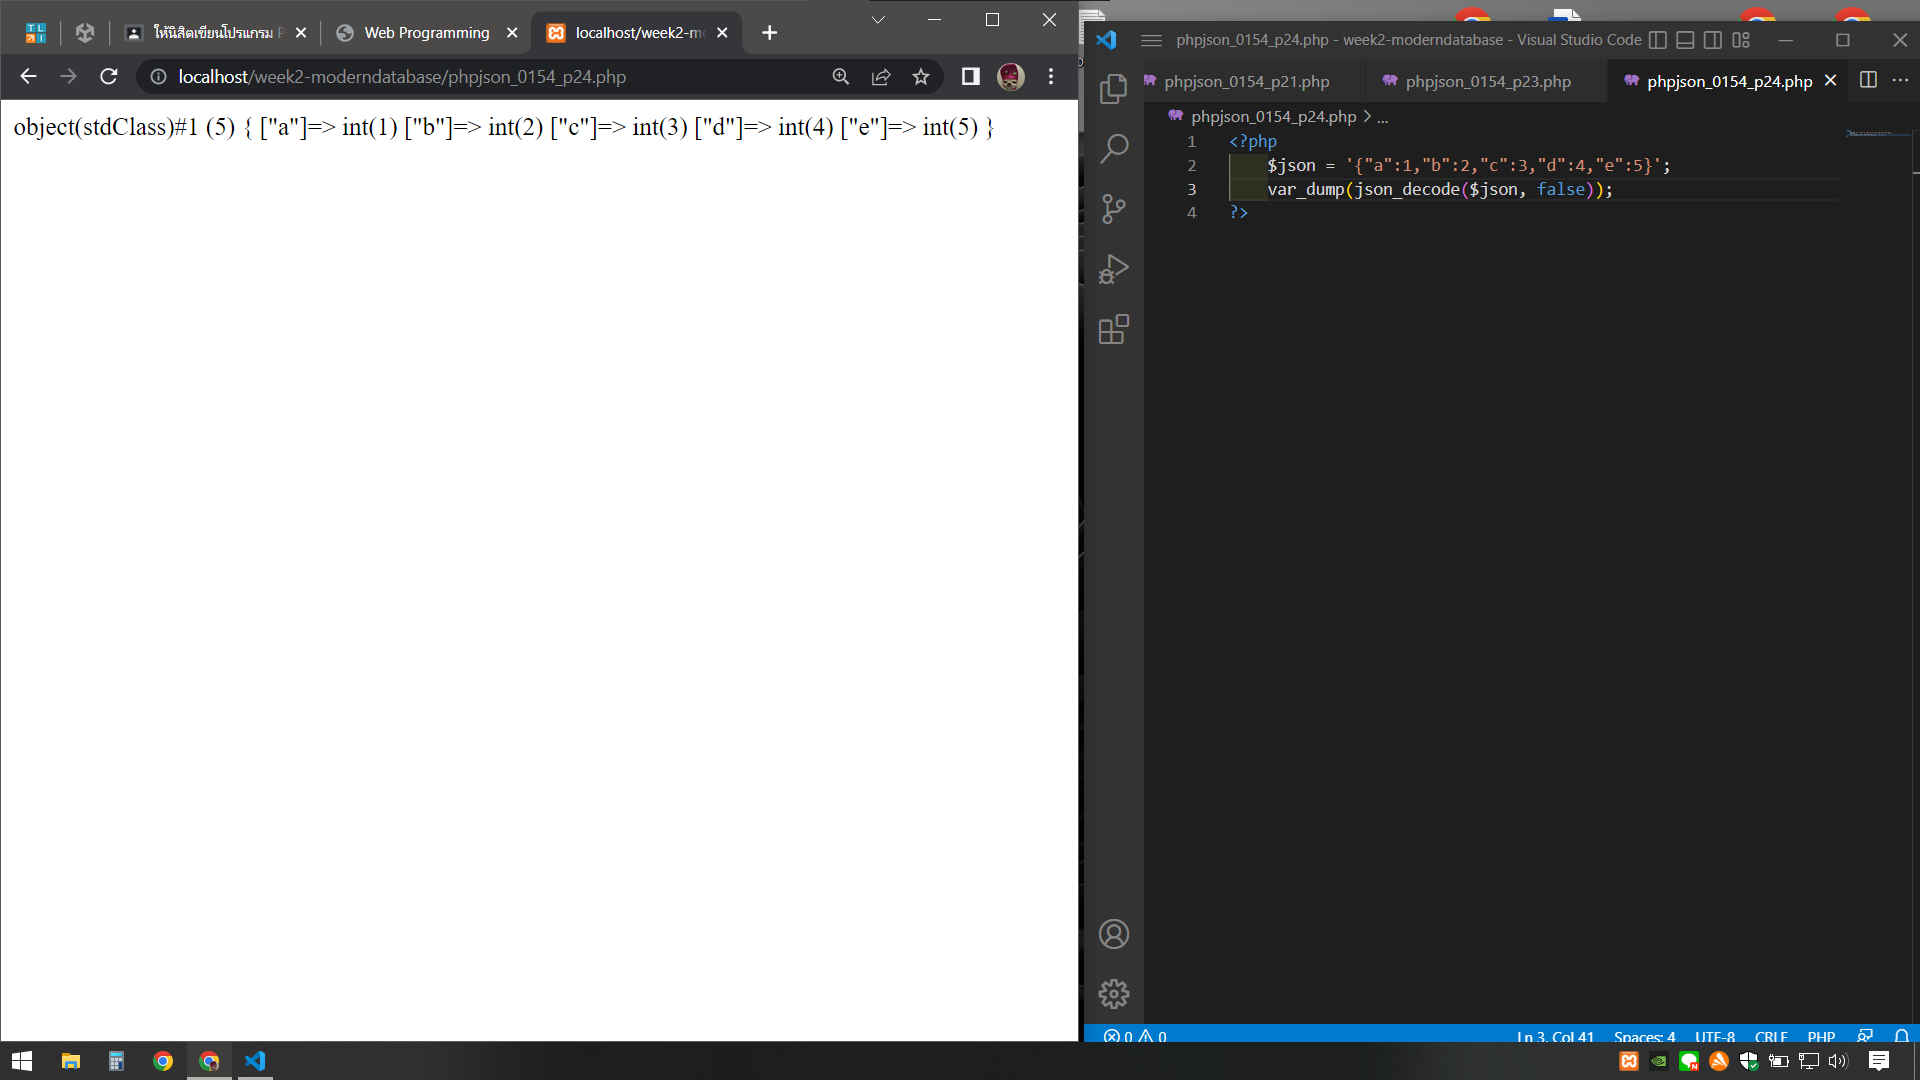 ให้นิสิตเขียนโปรแกรม P
Web Programming
localhost/week2-m
localhost/week2-moderndatabase/phpjson_0154_p24.php
object(stdClass)#1 (5) { ["a"]=> int(1) ["b"]=> int(2) ["c"]=> int(3) ["d"]=> int(4) ["e"]=> int(5) }
phpjson_0154_p24.php - week2-moderndatabase - Visual Studio Code
phpjson_0154_p21.php
phpjson_0154_p23.php
phpjson_0154_p24.php
phpjson_0154_p24.php > ...
1 <?php
2 $json = '{"a":1,"b":2,"c":3,"d":4,"e":5}';
3 var_dump(json_decode($json, false));
4 ?>
0 0 Ln 3, Col 41 Spaces: 4 UTF-8 CRLF PHP